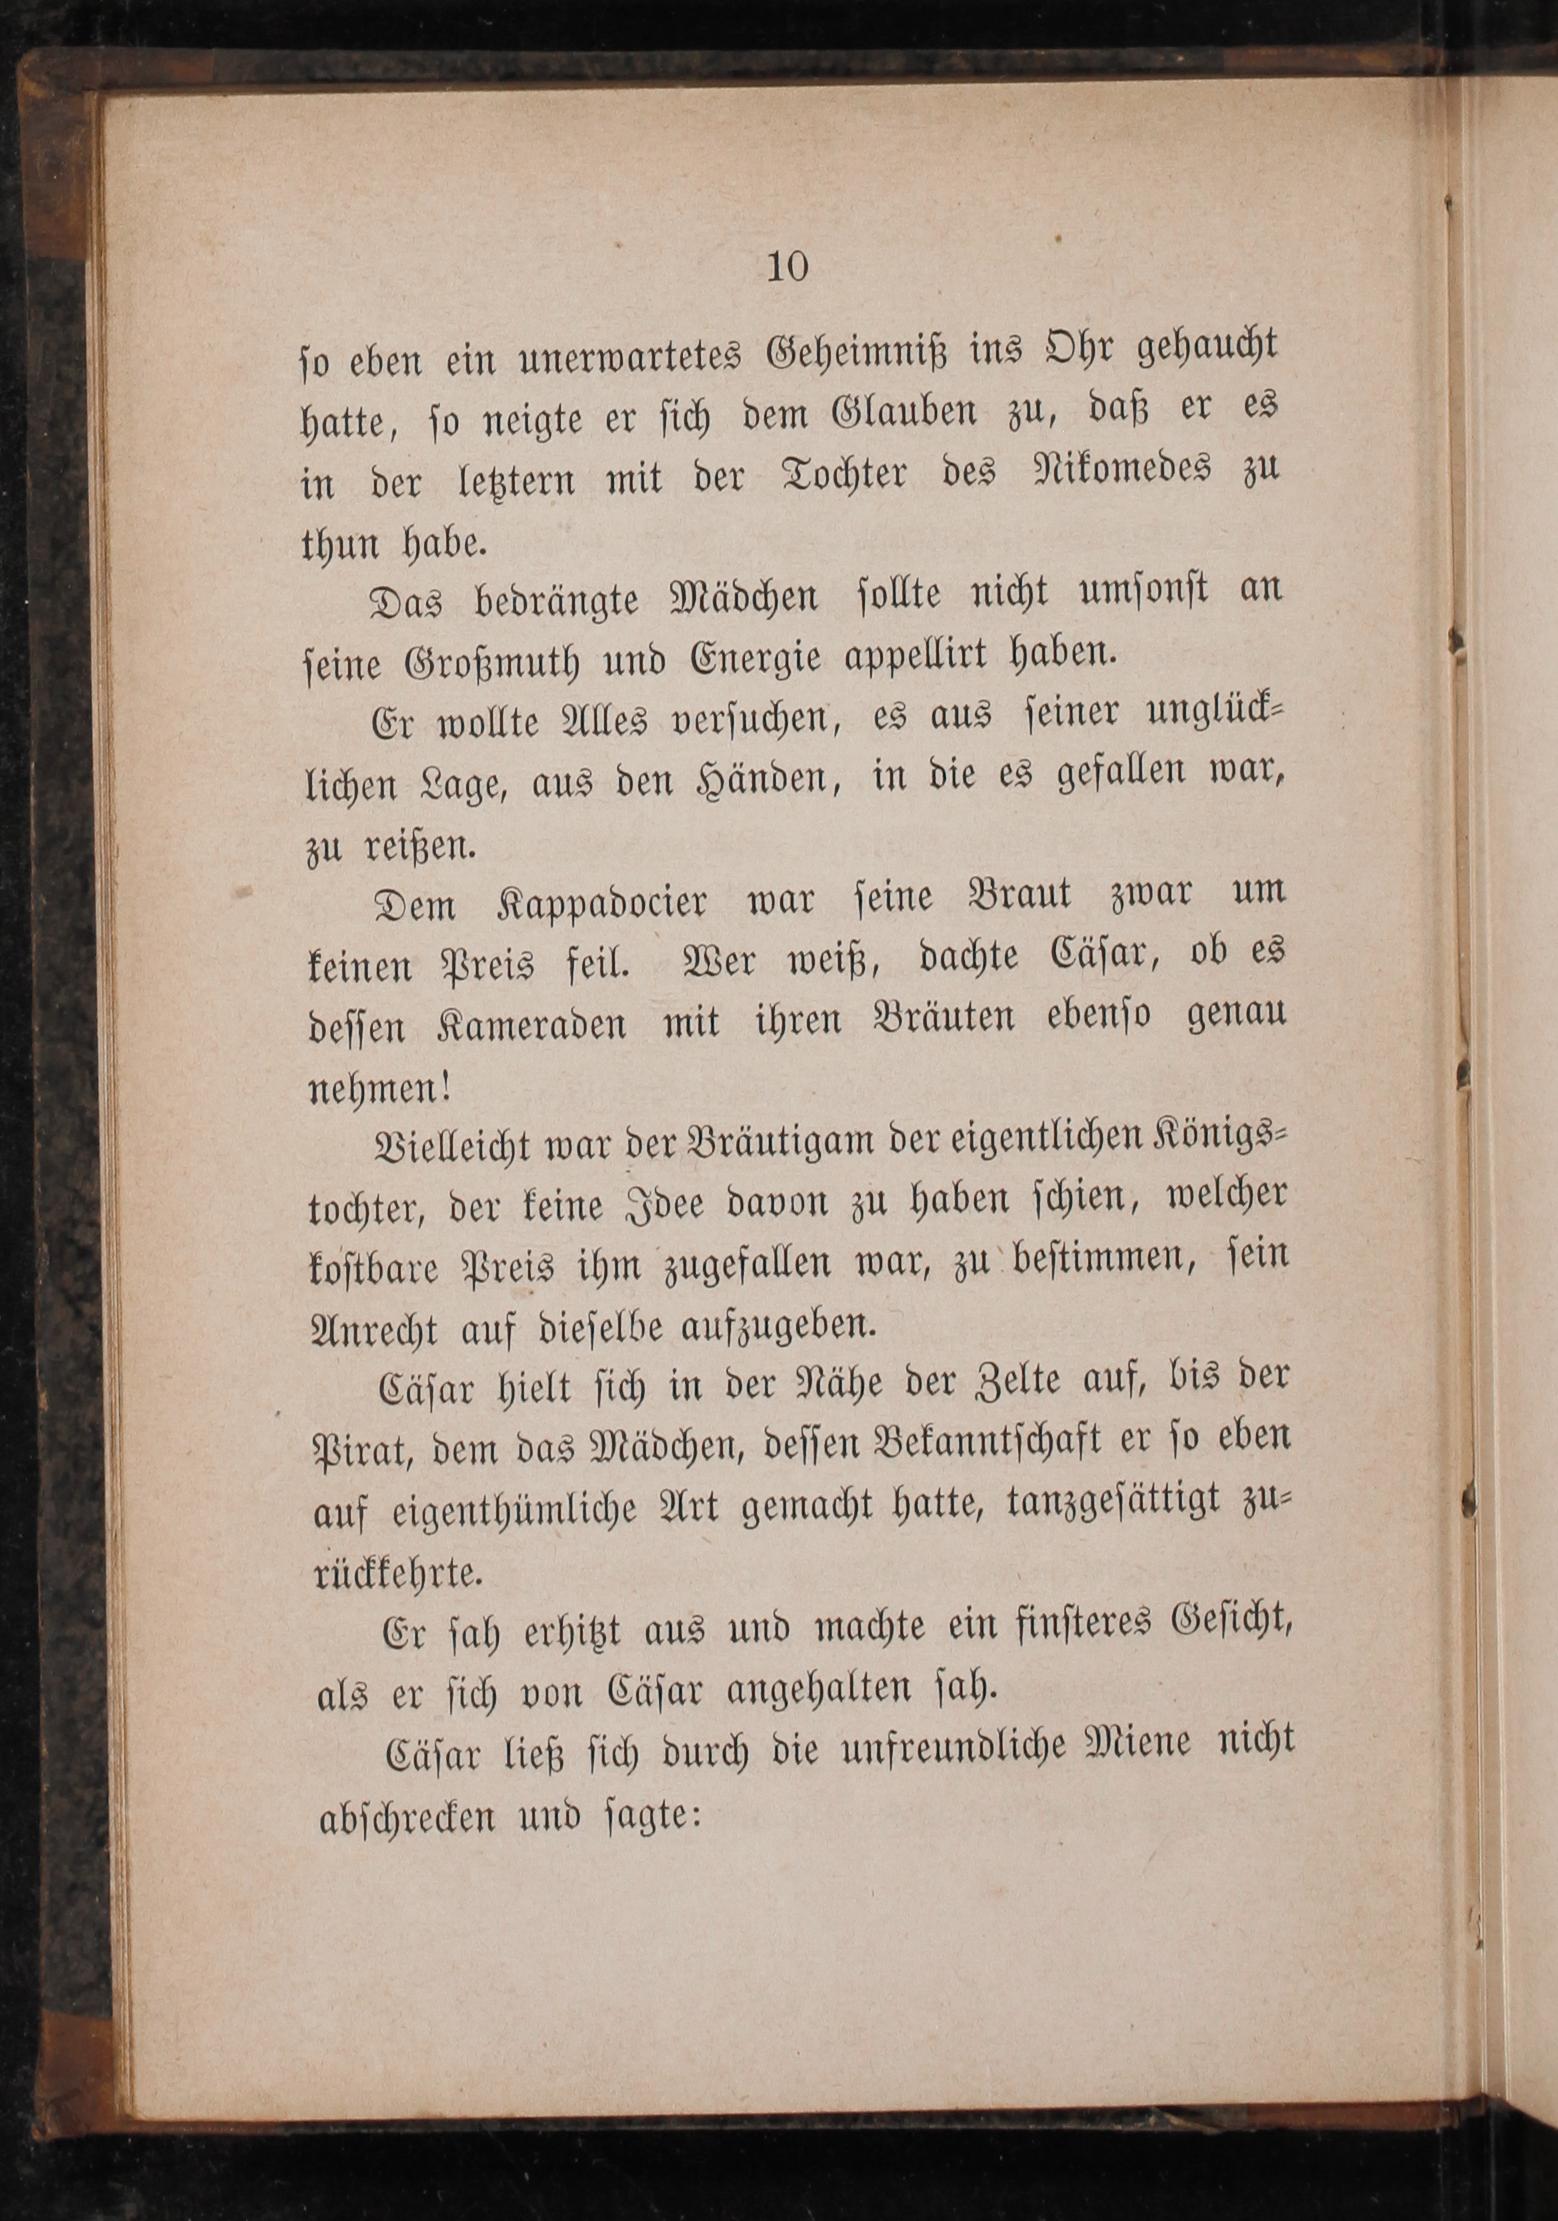 10
so eben ein unerwartetes Geheimniß ins Ohr gehaucht
hatte, so neigte er sich dem Glauben zu, daß er es
in der letztern mit der Tochter des Nikomedes zu
thun habe.
Das bedrängte Mädchen sollte nicht umsonst an
seine Großmuth und Energie appellirt haben.
Er wollte Alles versuchen, es aus seiner unglück-
lichen Lage, aus den Händen, in die es gefallen war,
zu reißen.
Dem Kappadocier war seine Braut zwar um
keinen Preis feil. Wer weiß, dachte Cäsar, ob es
dessen Kameraden mit ihren Bräuten ebenso genau
nehmen!
Vielleicht war der Bräutigam der eigentlichen Königs-
tochter, der keine Idee davon zu haben schien, welcher
kostbare Preis ihm zugefallen war, zu bestimmen, sein
Anrecht auf dieselbe aufzugeben.
Cäsar hielt sich in der Nähe der Zelte auf, bis der
Pirat, dem das Mädchen, dessen Bekanntschaft er so eben
auf eigenthümliche Art gemacht hatte, tanzgesättigt zu-
rückkehrte.
Er sah erhitzt aus und machte ein finsteres Gesicht,
als er sich von Cäsar angehalten sah.
Cäsar ließ sich durch die unfreundliche Miene nicht
abschrecken und sagte: